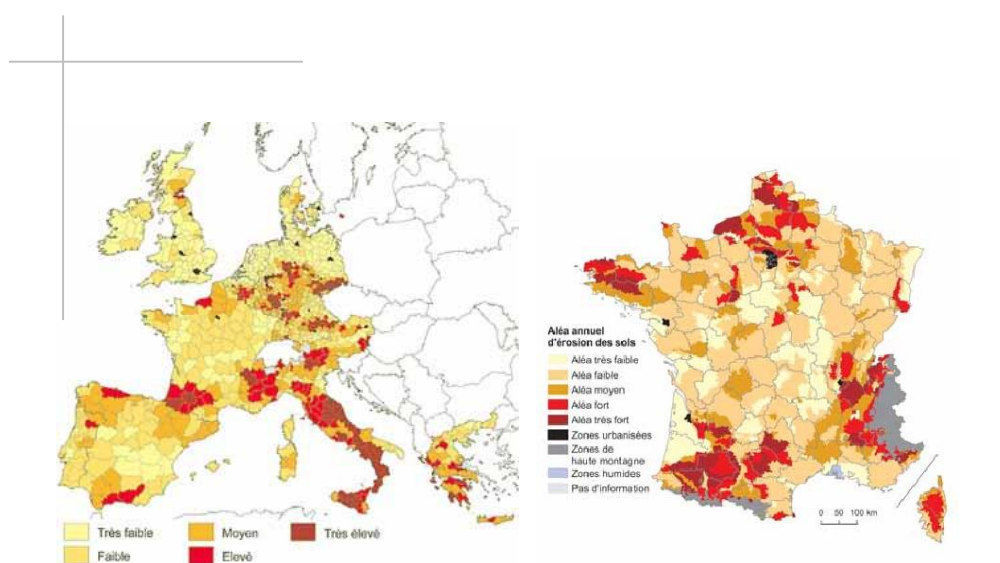 Très faible
Faible
Moyen
Elevé
Très élevé
Aléa annuel
d'érosion des sols
Aléa très faible
Aléa faible
Aléa moyen
Aléa fort
Aléa très fort
Zones urbanisées
Zones de
haute montagne
Zones humides
Pas d'information
0 50 100 km